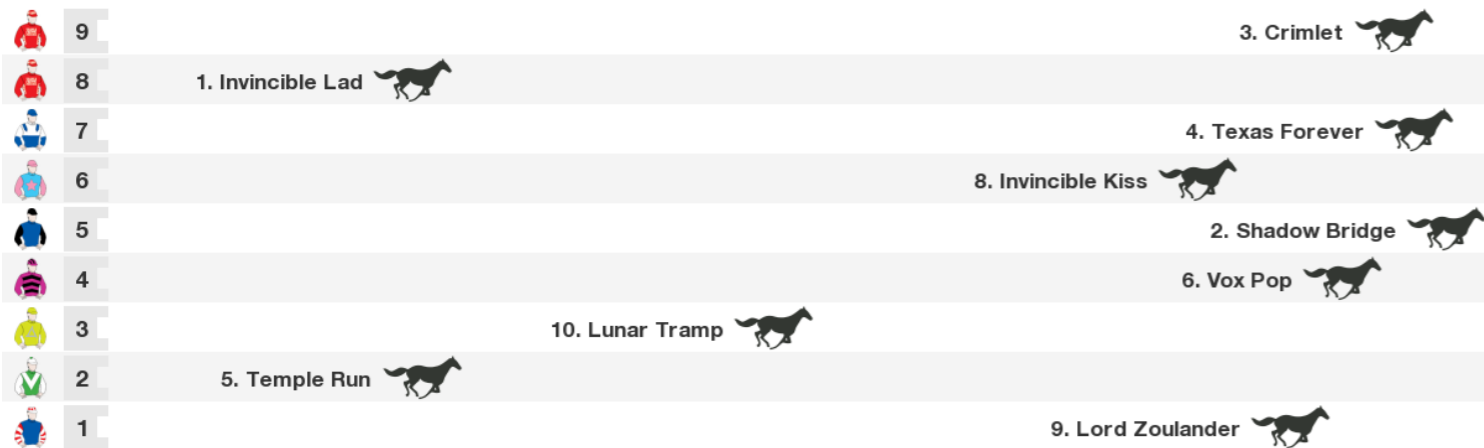 9 3. Crimlet
8 1. Invincible Lad
7 4. Texas Forever
6 8. Invincible Kiss
5 2. Shadow Bridge
4 6. Vox Pop
3 10. Lunar Tramp
2 5. Temple Run
1 9. Lord Zoulander